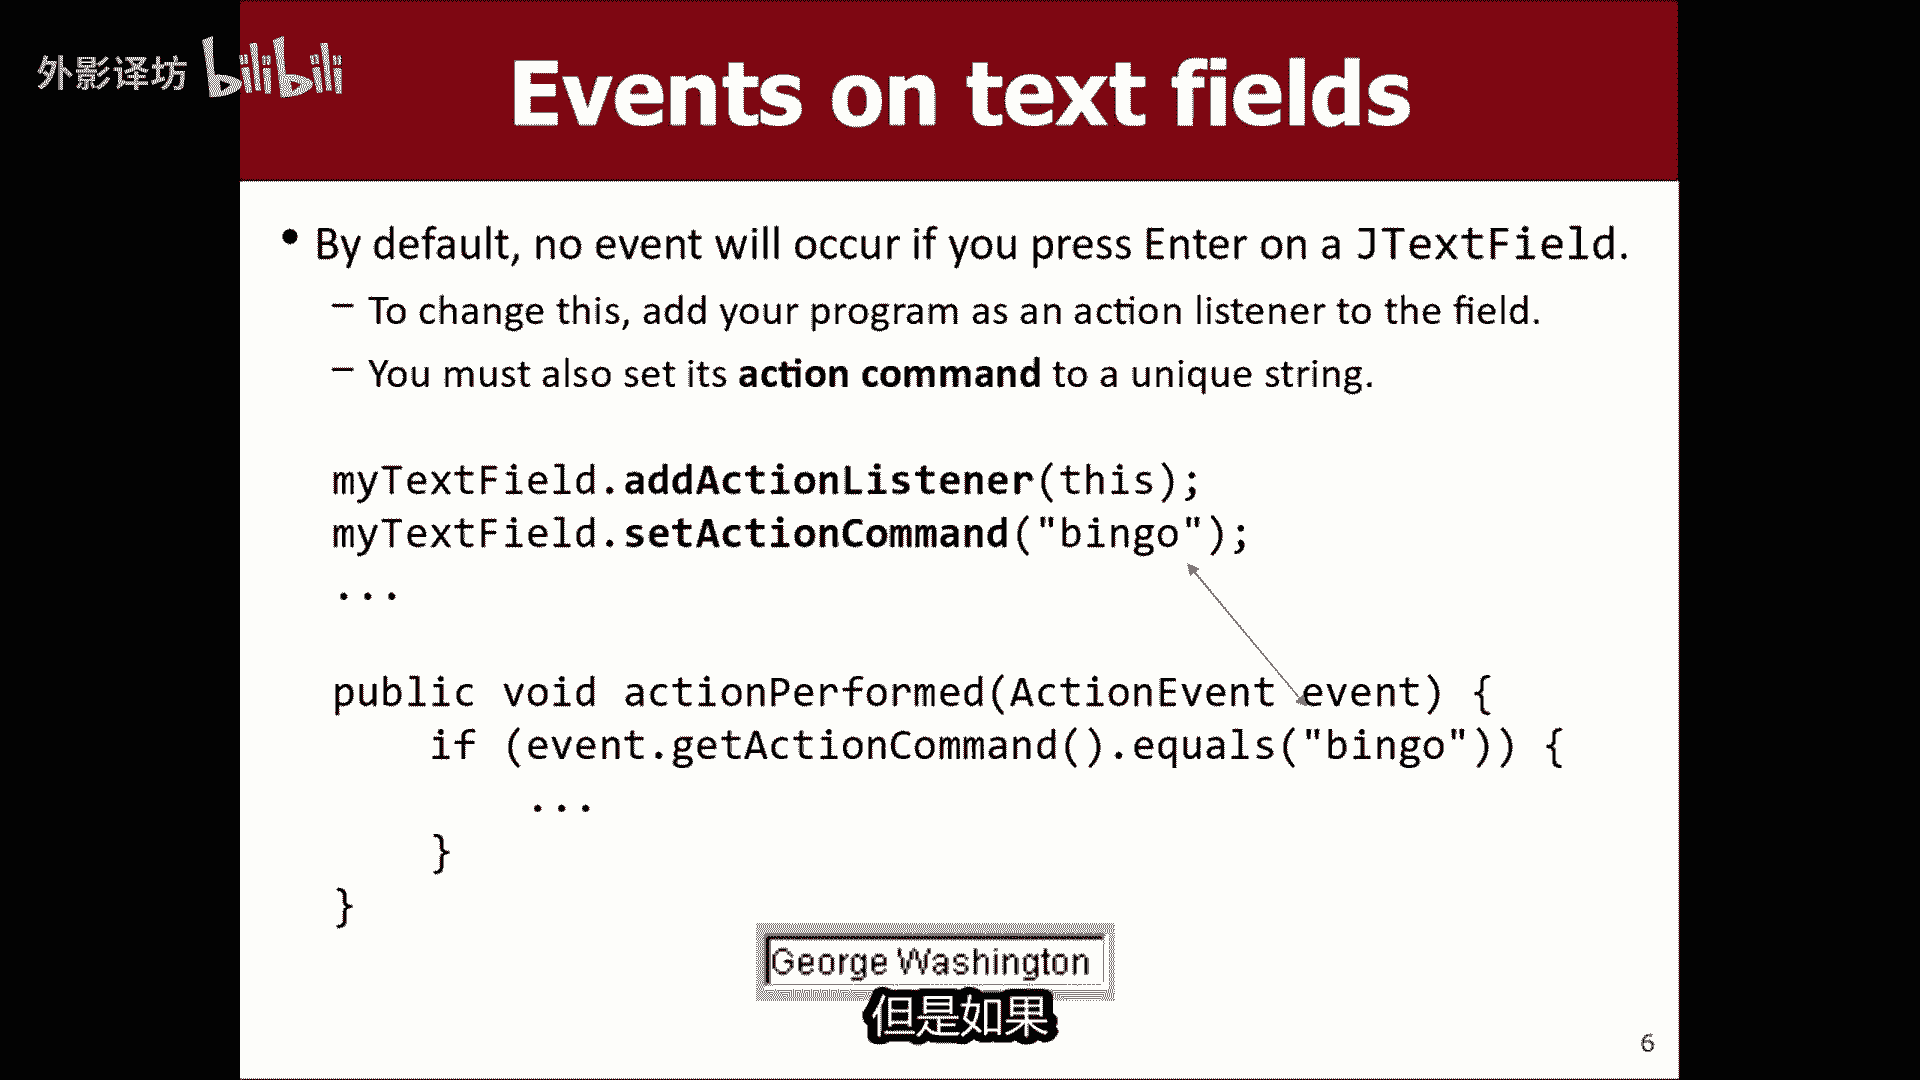 外影译坊 bilibili
Events on text fields
• By default, no event will occur if you press Enter on a JTextField.
– To change this, add your program as an action listener to the field.
– You must also set its action command to a unique string.
myTextField.addActionListener(this);
myTextField.setActionCommand("bingo");
...
public void actionPerformed(ActionEvent event) {
if (event.getActionCommand().equals("bingo")) {
...
}
}
George Washington
但是如果
6